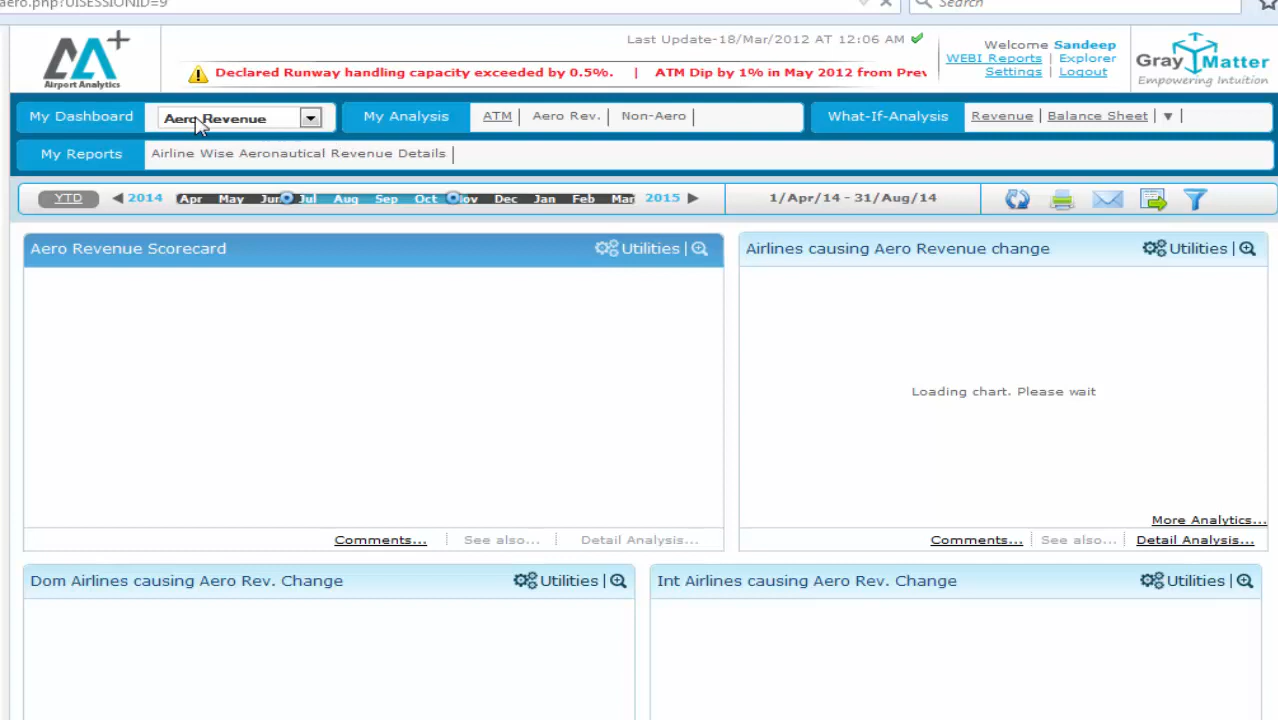 aero.php?UISESSIONID=9
Search
Airport Analytics
Last Update-18/Mar/2012 AT 12:06 AM
Declared Runway handling capacity exceeded by 0.5%. | ATM Dip by 1% in May 2012 from Prev
Welcome Sandeep
WEBI Reports | Explorer
Settings | Logout
GrayMatter
Empowering Intuition
My Dashboard Aero Revenue My Analysis ATM | Aero Rev. | Non-Aero | What-If-Analysis Revenue | Balance Sheet | ▼ |
My Reports Airline Wise Aeronautical Revenue Details |
YTD ◀ 2014 Apr May Jun Jul Aug Sep Oct Nov Dec Jan Feb Mar 2015 ▶ 1/Apr/14 - 31/Aug/14
Aero Revenue Scorecard Utilities |
Airlines causing Aero Revenue change Utilities |
Loading chart. Please wait
More Analytics...
Comments... See also... Detail Analysis...
Comments... See also... Detail Analysis...
Dom Airlines causing Aero Rev. Change Utilities |
Int Airlines causing Aero Rev. Change Utilities |